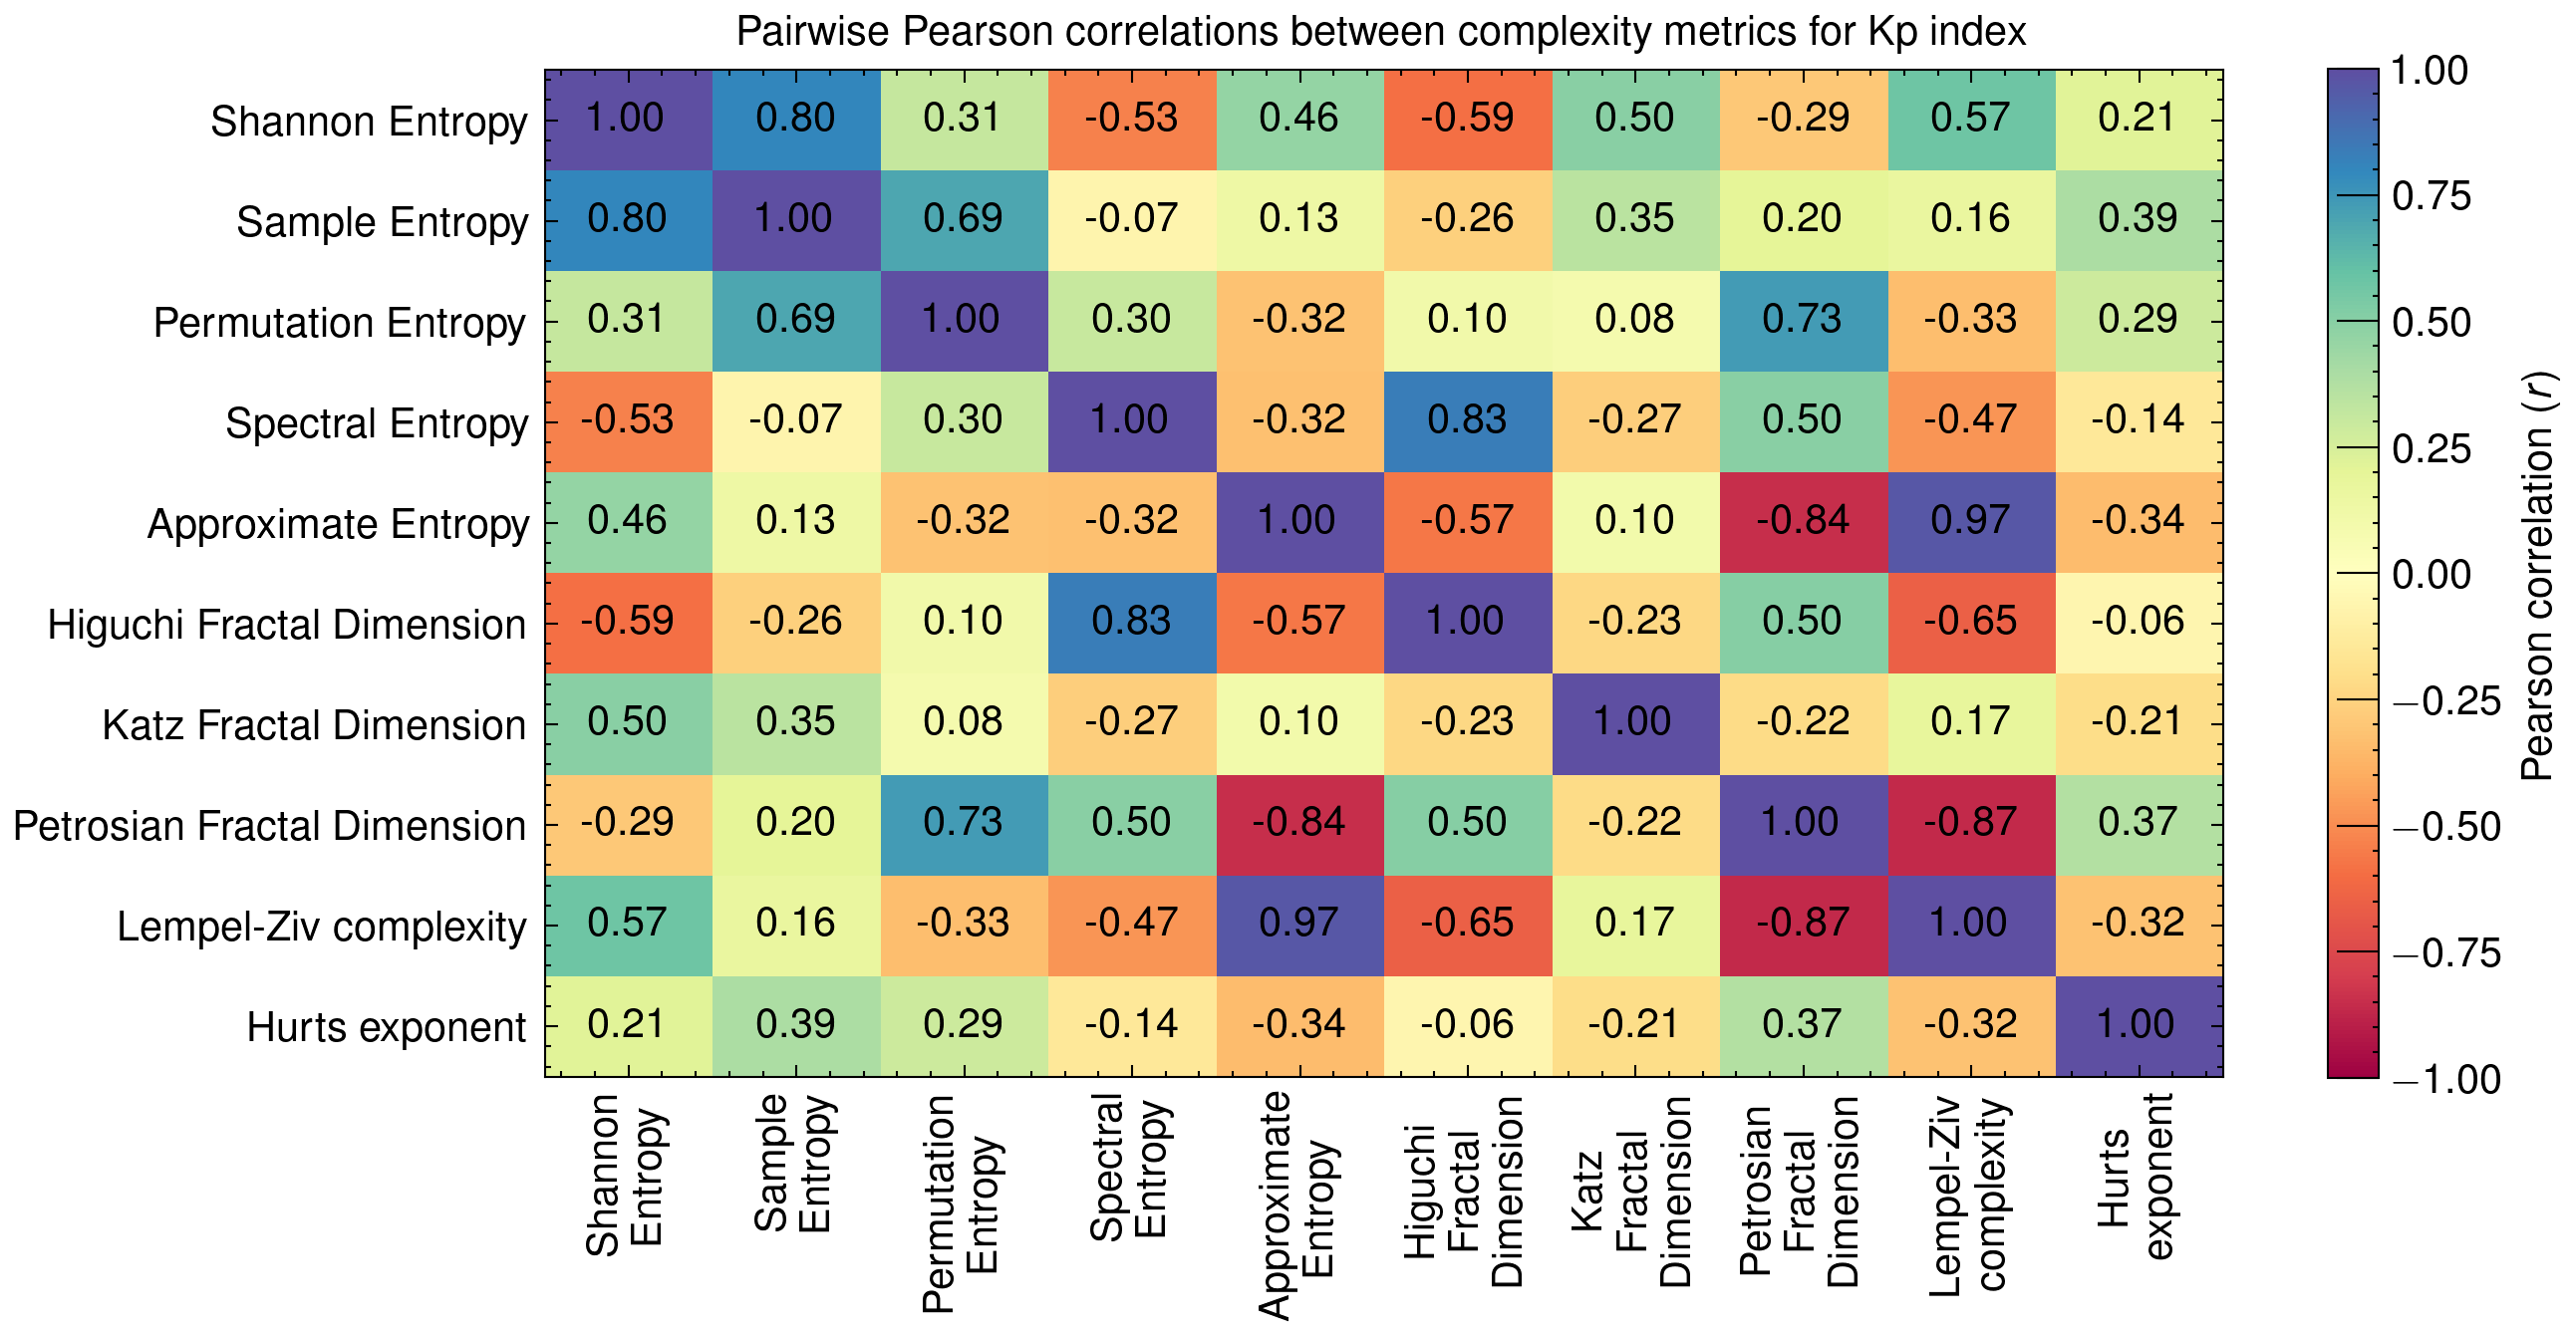 Pairwise Pearson correlations between complexity metrics for Kp index
Shannon Entropy 1.00 0.80 0.31 -0.53 0.46 -0.59 0.50 -0.29 0.57 0.21
Sample Entropy 0.80 1.00 0.69 -0.07 0.13 -0.26 0.35 0.20 0.16 0.39
Permutation Entropy 0.31 0.69 1.00 0.30 -0.32 0.10 0.08 0.73 -0.33 0.29
Spectral Entropy -0.53 -0.07 0.30 1.00 -0.32 0.83 -0.27 0.50 -0.47 -0.14
Approximate Entropy 0.46 0.13 -0.32 -0.32 1.00 -0.57 0.10 -0.84 0.97 -0.34
Higuchi Fractal Dimension -0.59 -0.26 0.10 0.83 -0.57 1.00 -0.23 0.50 -0.65 -0.06
Katz Fractal Dimension 0.50 0.35 0.08 -0.27 0.10 -0.23 1.00 -0.22 0.17 -0.21
Petrosian Fractal Dimension -0.29 0.20 0.73 0.50 -0.84 0.50 -0.22 1.00 -0.87 0.37
Lempel-Ziv complexity 0.57 0.16 -0.33 -0.47 0.97 -0.65 0.17 -0.87 1.00 -0.32
Hurts exponent 0.21 0.39 0.29 -0.14 -0.34 -0.06 -0.21 0.37 -0.32 1.00
Shannon
Entropy
Sample
Entropy
Permutation
Entropy
Spectral
Entropy
Approximate
Entropy
Higuchi
Fractal
Dimension
Katz
Fractal
Dimension
Petrosian
Fractal
Dimension
Lempel-Ziv
complexity
Hurts
exponent
1.00
0.75
0.50
0.25
0.00
−0.25
−0.50
−0.75
−1.00
Pearson correlation (r)